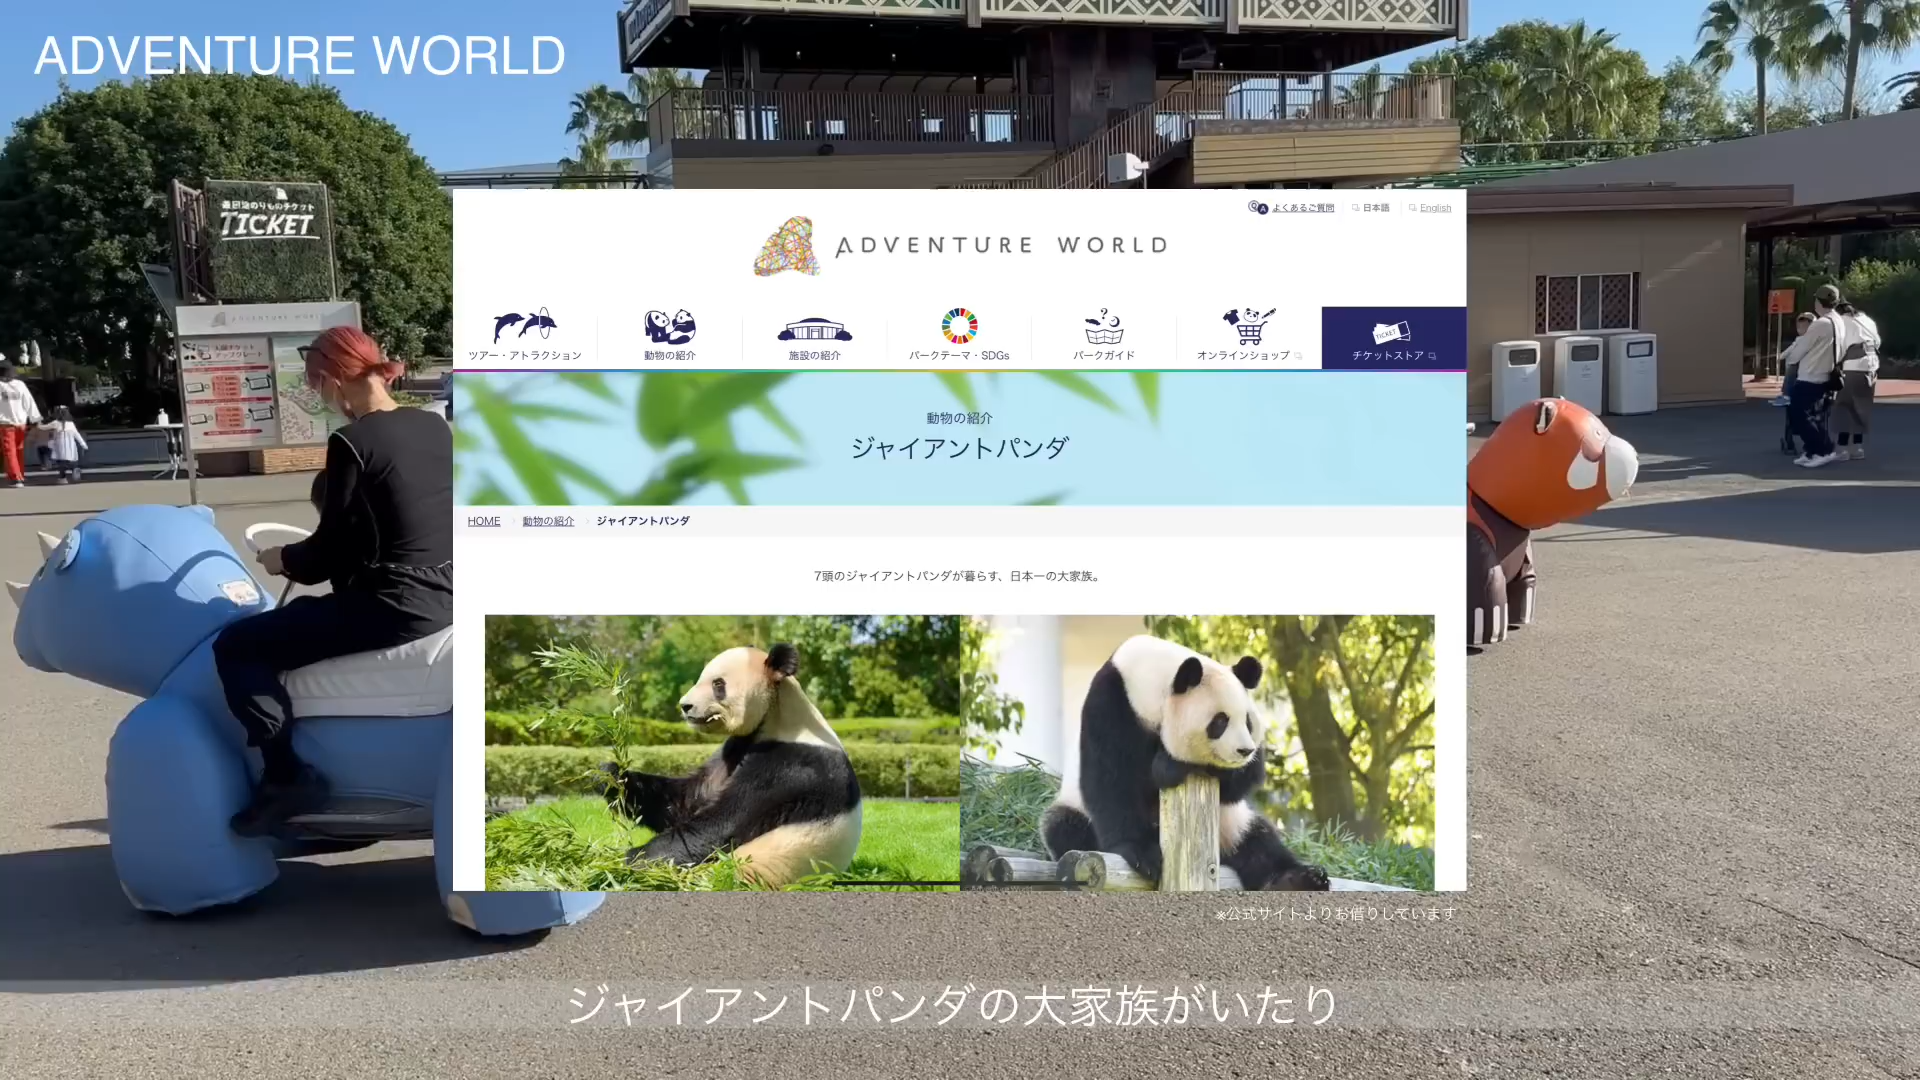 ADVENTURE WORLD
TICKET
ADVENTURE WORLD
よくあるご質問
日本語
English
ADVENTURE WORLD
ツアー・アトラクション
動物の紹介
施設の紹介
パークテーマ・SDGs
パークガイド
オンラインショップ
TICKET
チケットストア
動物の紹介
ジャイアントパンダ
HOME
動物の紹介
ジャイアントパンダ
7頭のジャイアントパンダが暮らす、日本一の大家族。
※公式サイトよりお借りしています
ジャイアントパンダの大家族がいたり